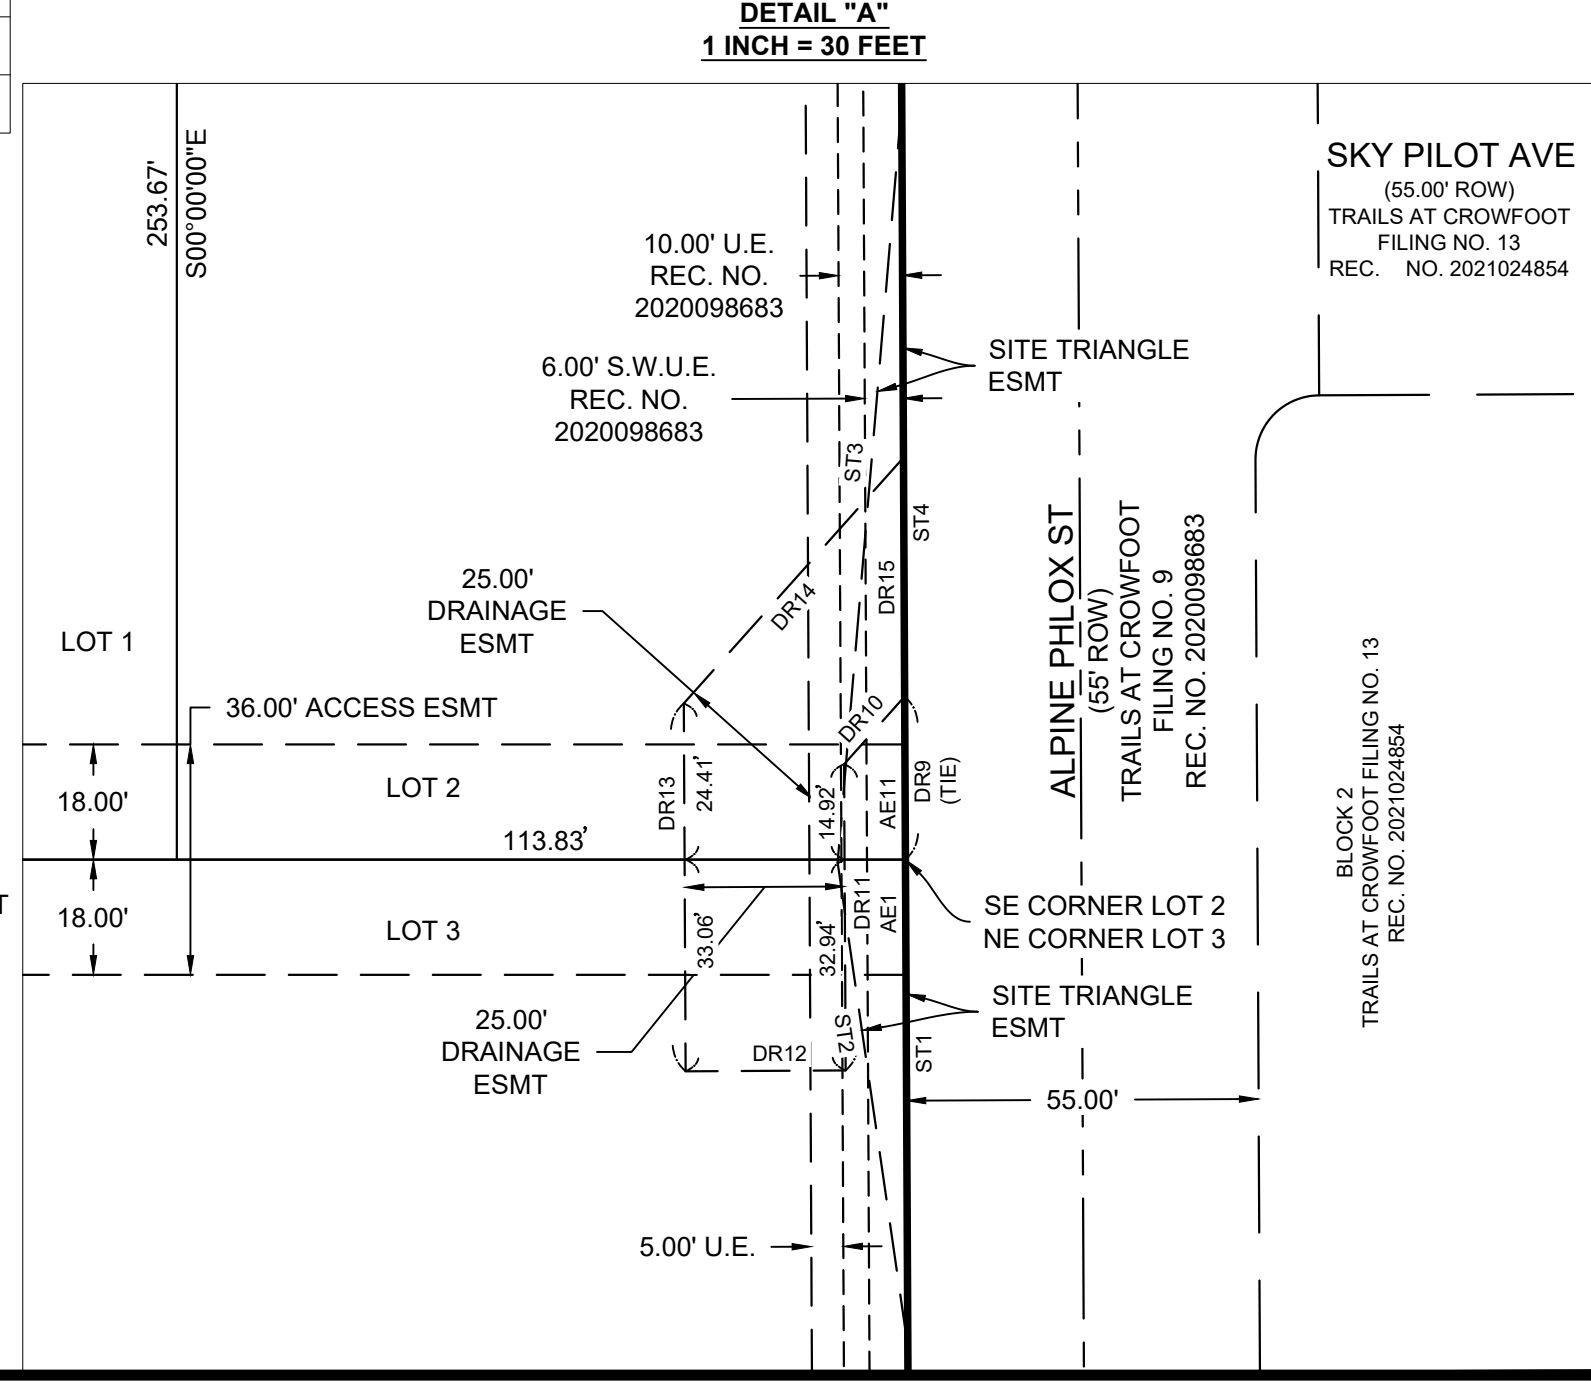 DETAIL "A"
1 INCH = 30 FEET
253.67'
S00°00'00"E
10.00' U.E.
REC. NO.
2020098683
6.00' S.W.U.E.
REC. NO.
2020098683
SITE TRIANGLE
ESMT
SKY PILOT AVE
(55.00' ROW)
TRAILS AT CROWFOOT
FILING NO. 13
REC. NO. 2021024854
ST3
ST4
DR15
DR14
25.00'
DRAINAGE
ESMT
LOT 1
36.00' ACCESS ESMT
DR10
ALPINE PHLOX ST
(55' ROW)
TRAILS AT CROWFOOT
FILING NO. 9
REC. NO. 2020098683
LOT 2
18.00'
DR13
24.41'
14.92'
AE11
DR9
(TIE)
113.83'
BLOCK 2
TRAILS AT CROWFOOT FILING NO. 13
REC. NO. 2021024854
T
18.00'
LOT 3
33.06'
32.94'
DR11
AE1
SE CORNER LOT 2
NE CORNER LOT 3
SITE TRIANGLE
ESMT
25.00'
DRAINAGE
ESMT
DR12
ST2
ST1
55.00'
5.00' U.E.